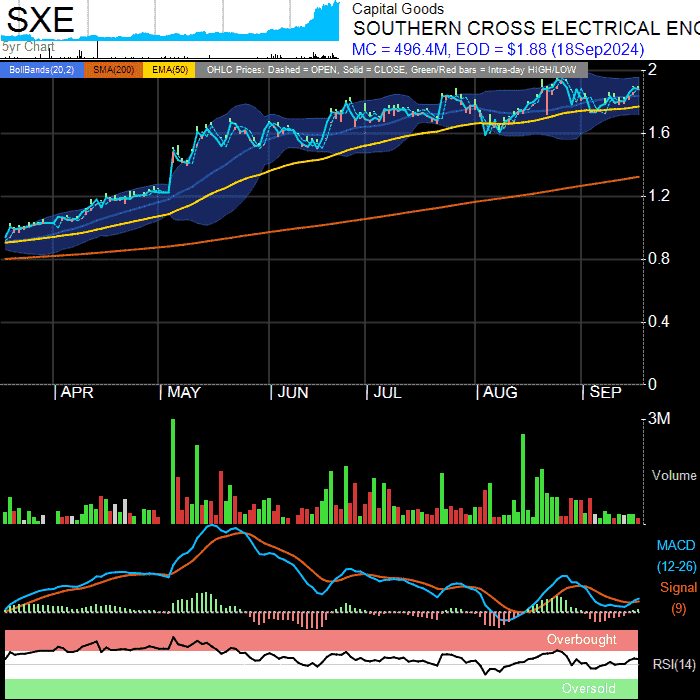 SXE
5yr Chart
Capital Goods
SOUTHERN CROSS ELECTRICAL ENG
MC = 496.4M, EOD = $1.88 (18Sep2024)
BollBands(20,2) SMA(200) EMA(50) OHLC Prices: Dashed = OPEN, Solid = CLOSE, Green/Red bars = Intra-day HIGH/LOW
2
1.6
1.2
0.8
0.4
0
APR MAY JUN JUL AUG SEP
3M
Volume
MACD
(12-26)
Signal
(9)
Overbought
RSI(14)
Oversold